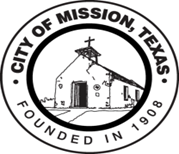 CITY OF MISSION, TEXAS
FOUNDED IN 1908